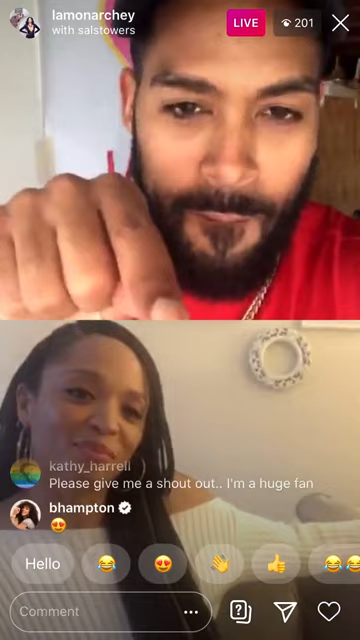 lamonarchey
with salstowers
LIVE
201
kathy_harrell
Please give me a shout out.. I'm a huge fan
bhampton
😍
Hello 😂 😍 👋 👍 😂😂
Comment